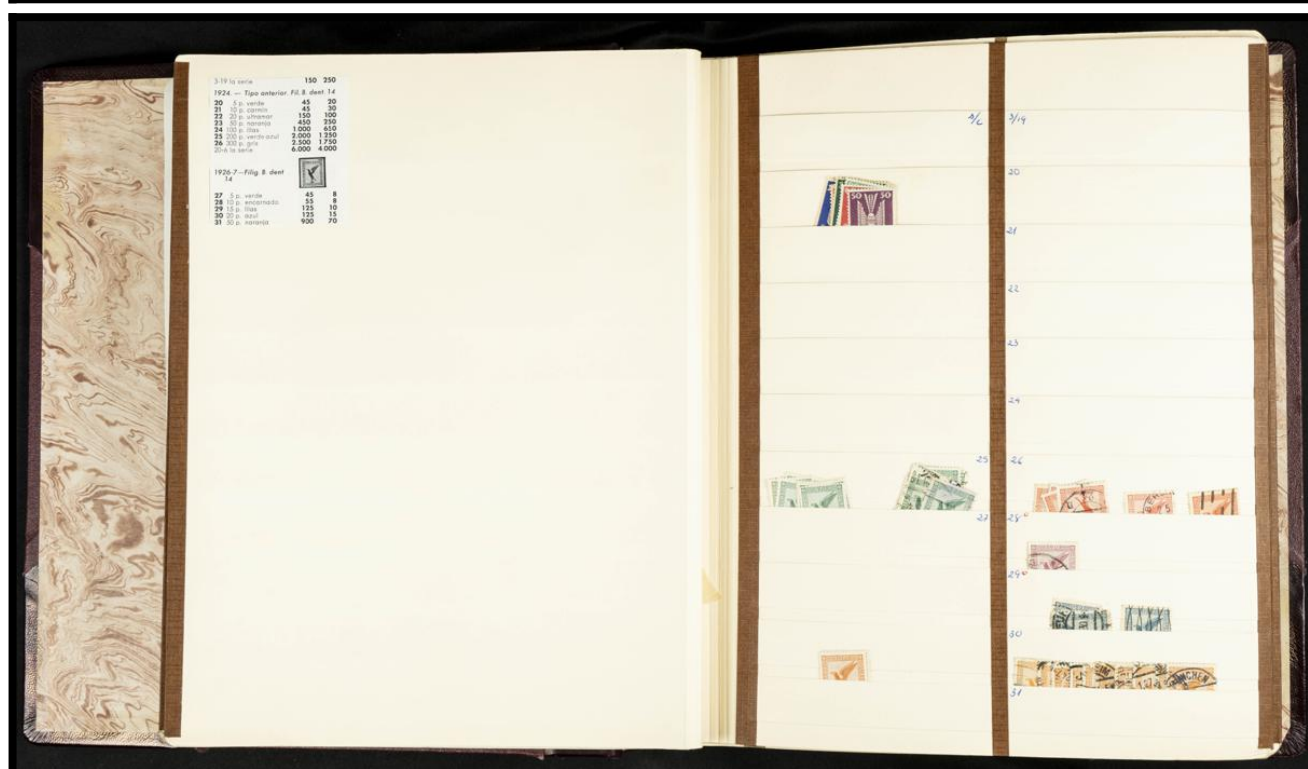 3-19 la serie 150 250
1924. — Tipo anterior. Fil. B. dent. 14
20 5 p. verde 45 20
21 10 p. carmin 45 30
22 20 p. ultramar 150 100
23 50 p. naranja 450 250
24 100 p. lilas 1.000 650
25 200 p. verde-azul 2.000 1.250
26 300 p. gris 2.500 1.750
20-6 la serie 6.000 4.000
1926-7—Filig. B. dent
14
27 5 p. verde 45 8
28 10 p. encarnado 55 8
29 15 p. lilas 125 10
30 20 p. azul 125 15
31 50 p. naranja 900 70
3/19
20
50 50
21
22
23
24
25 26
27 28
29
30
31